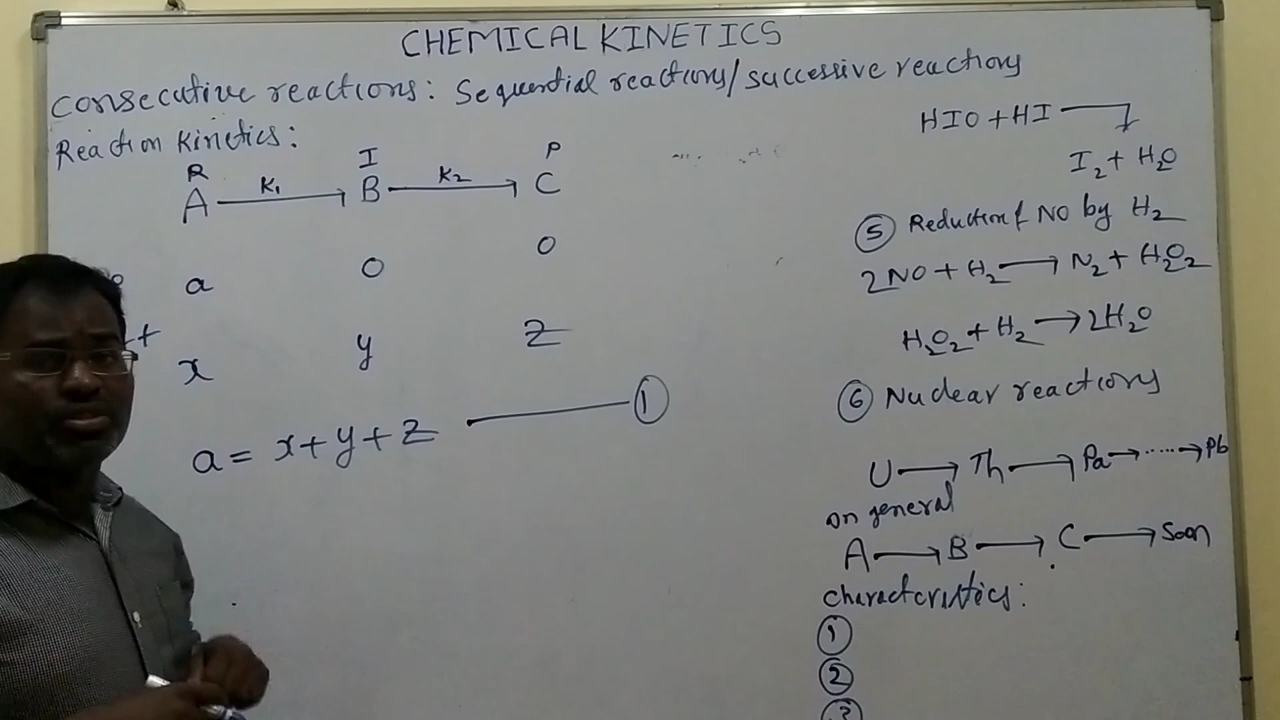 CHEMICAL KINETICS
consecutive reactions: Sequential reactions/successive reactions
Reaction Kinetics:
R I P
A K₁ → B K₂ → C
a 0 0
t
x y z
a = x+y+z ——— ①
HIO + HI →
I₂ + H₂O
⑤ Reduction of NO by H₂
2NO + H₂ → N₂ + H₂O₂
H₂O₂ + H₂ → 2H₂O
⑥ Nuclear reactions
U → Th → Pa → ..... → Pb
on general
A → B → C → Soon
characteristics:
①
②
③